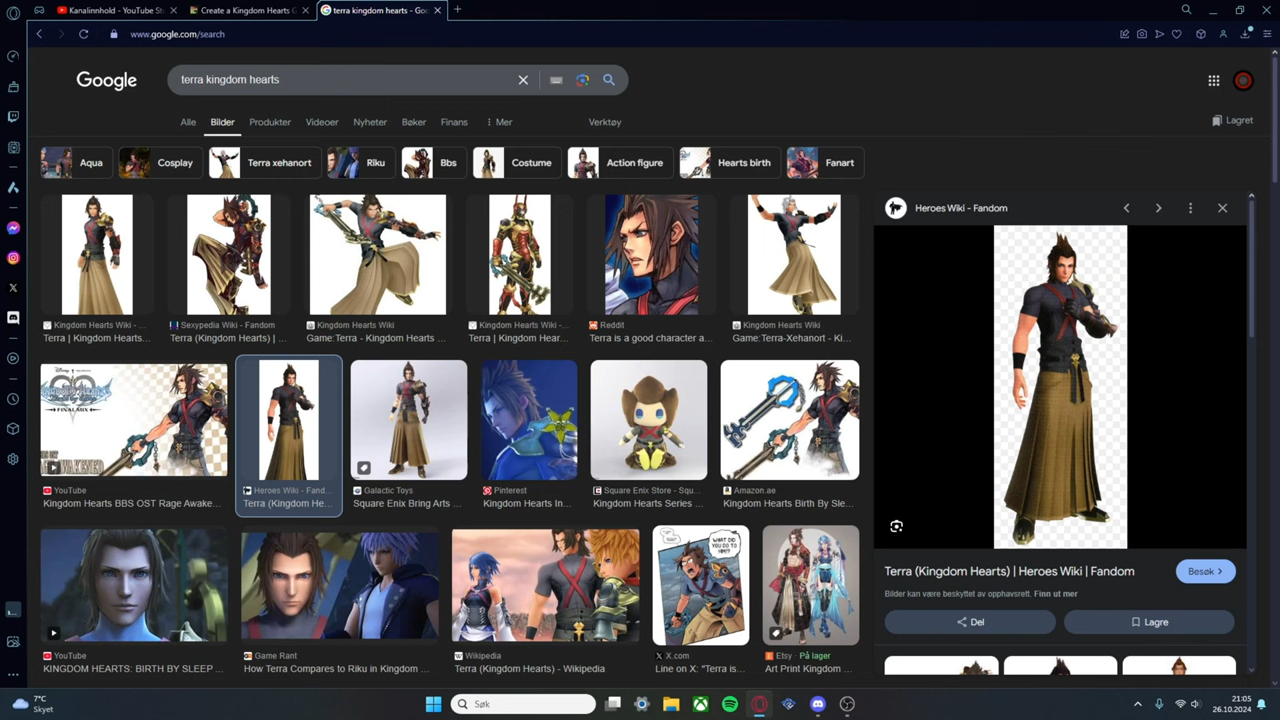 Kanalinnhold - YouTube St
Create a Kingdom Hearts G
terra kingdom hearts - Goo
www.google.com/search
Google
terra kingdom hearts
Alle Bilder Produkter Videoer Nyheter Bøker Finans Mer Verktøy
Lagret
Aqua Cosplay Terra xehanort Riku Bbs Costume Action figure Hearts birth Fanart
Kingdom Hearts Wiki - ...
Terra | Kingdom Hearts...
Sexypedia Wiki - Fandom
Terra (Kingdom Hearts) | ...
Kingdom Hearts Wiki
Game:Terra - Kingdom Hearts ...
Kingdom Hearts Wiki -...
Terra | Kingdom Hear...
Reddit
Terra is a good character a...
Kingdom Hearts Wiki
Game:Terra-Xehanort - Ki...
YouTube
Kingdom Hearts BBS OST Rage Awake...
Heroes Wiki - Fand...
Terra (Kingdom He...
Galactic Toys
Square Enix Bring Arts ...
Pinterest
Kingdom Hearts In...
Square Enix Store - Squ...
Kingdom Hearts Series ...
Amazon.ae
Kingdom Hearts Birth By Sle...
WHAT DID YOU DO TO HIM?!
YouTube
KINGDOM HEARTS: BIRTH BY SLEEP ...
Game Rant
How Terra Compares to Riku in Kingdom ...
Wikipedia
Terra (Kingdom Hearts) - Wikipedia
X.com
Line on X: "Terra is...
Etsy · På lager
Art Print Kingdom ...
Heroes Wiki - Fandom
Terra (Kingdom Hearts) | Heroes Wiki | Fandom
Besøk
Bilder kan være beskyttet av opphavsrett. Finn ut mer
Del
Lagre
7°C
Skyet
Søk
21:05
26.10.2024